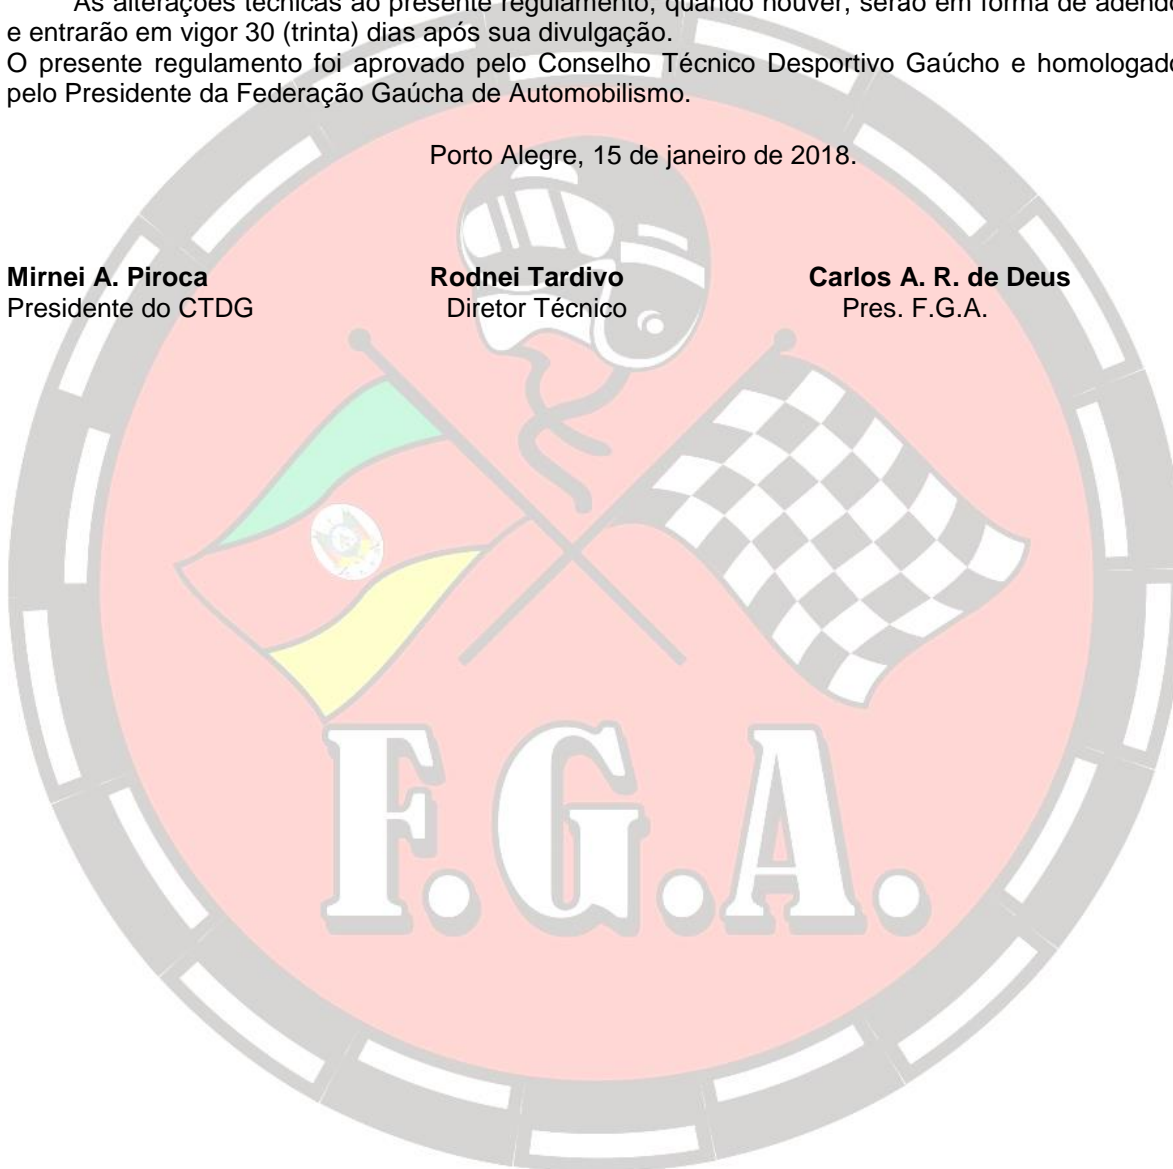 As alterações técnicas ao presente regulamento, quando houver, serão em forma de adendo
e entrarão em vigor 30 (trinta) dias após sua divulgação.
O presente regulamento foi aprovado pelo Conselho Técnico Desportivo Gaúcho e homologado
pelo Presidente da Federação Gaúcha de Automobilismo.
Porto Alegre, 15 de janeiro de 2018.
Mirnei A. Piroca Rodnei Tardivo Carlos A. R. de Deus
Presidente do CTDG Diretor Técnico Pres. F.G.A.
F.G.A.